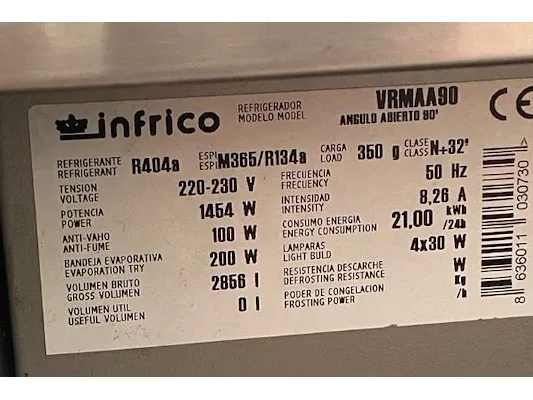 infrico
REFRIGERADOR
MODELO MODEL
VRMAA90
ANGULO ABIERTO 90'
CE
REFRIGERANTE
REFRIGERANT
R404a
ESPI
ESPI
M365/R134a
CARGA
LOAD
350 g
CLASE
CLASS
N+32'
TENSION
VOLTAGE
220-230 V
FRECUENCIA
FRECUENCY
50 Hz
POTENCIA
POWER
1454 W
INTENSIDAD
INTENSITY
8,26 A
ANTI-VAHO
ANTI-FUME
100 W
CONSUMO ENERGIA
ENERGY CONSUMPTION
21,00 kWh
/24h
BANDEJA EVAPORATIVA
EVAPORATION TRY
200 W
LAMPARAS
LIGHT BULD
4x30 W
VOLUMEN BRUTO
GROSS VOLUMEN
2856 l
RESISTENCIA DESCARCHE
DEFROSTING RESISTANCE
W
VOLUMEN UTIL
USEFUL VOLUMEN
0 l
PODER DE CONGELACION
FROSTING POWER
Kg
/h
8 636011 030730 >